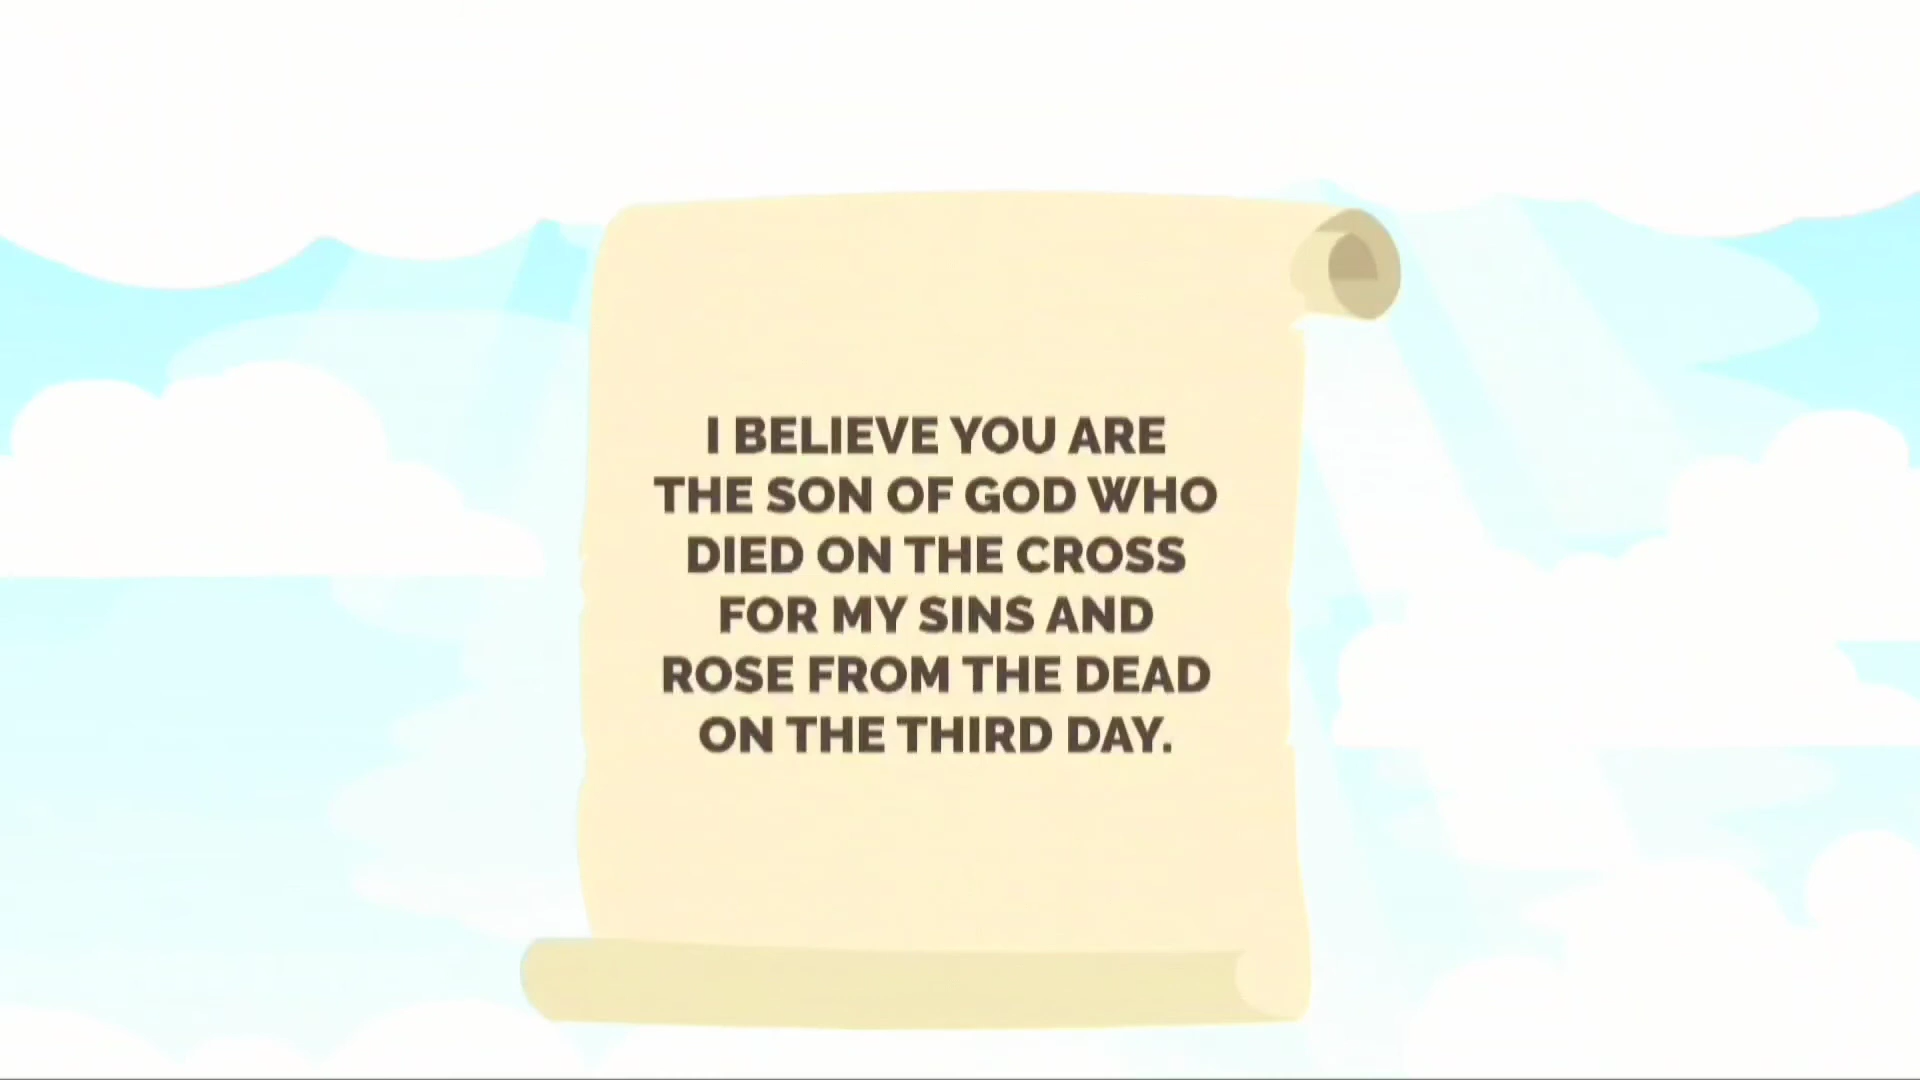 I BELIEVE YOU ARE
THE SON OF GOD WHO
DIED ON THE CROSS
FOR MY SINS AND
ROSE FROM THE DEAD
ON THE THIRD DAY.